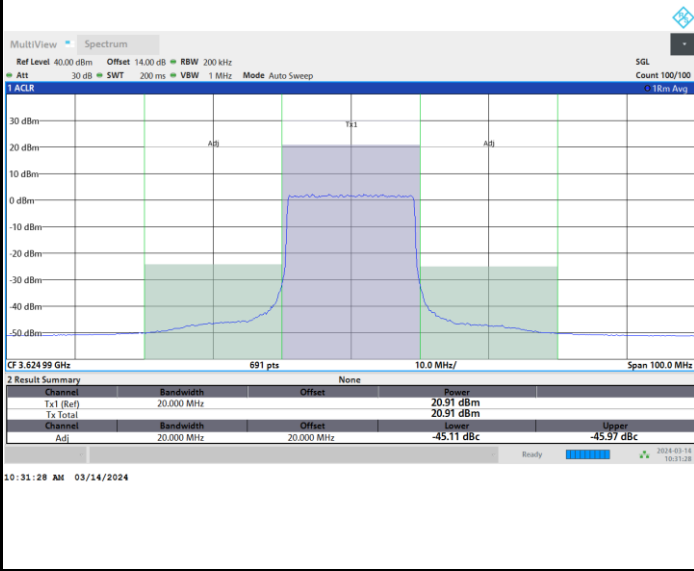 MultiView Spectrum
Ref Level 40.00 dBm Offset 14.00 dB RBW 200 kHz SGL
Att 30 dB SWT 200 ms VBW 1 MHz Mode Auto Sweep Count 100/100
1 ACLR 1Rm Avg
Tx1
Adj Adj
30 dBm
20 dBm
10 dBm
0 dBm
-10 dBm
-20 dBm
-30 dBm
-40 dBm
-50 dBm
CF 3.624 99 GHz 691 pts 10.0 MHz/ Span 100.0 MHz
2 Result Summary None
Channel Bandwidth Offset Power
Tx1 (Ref) 20.000 MHz 20.91 dBm
Tx Total 20.91 dBm
Channel Bandwidth Offset Lower Upper
Adj 20.000 MHz 20.000 MHz -45.11 dBc -45.97 dBc
Ready 2024-03-14
10:31:28
10:31:28 AM 03/14/2024